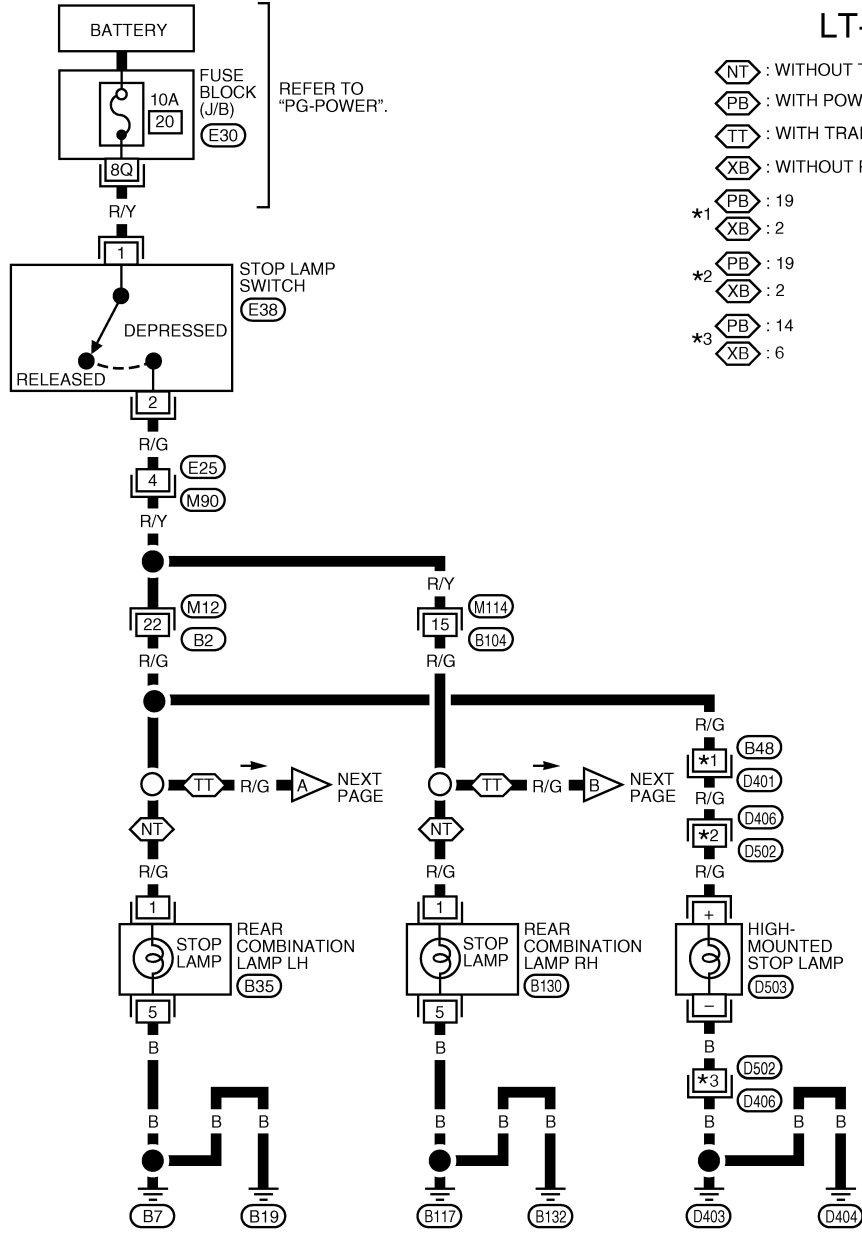 LT-
BATTERY
FUSE
BLOCK
(J/B)
E30
10A
20
8Q
REFER TO
“PG-POWER”.
NT : WITHOUT T
PB : WITH POW
TT : WITH TRAI
XB : WITHOUT
*1 PB : 19
XB : 2
*2 PB : 19
XB : 2
*3 PB : 14
XB : 6
R/Y
1
STOP LAMP
SWITCH
E38
DEPRESSED
RELEASED
2
R/G
4
E25
M90
R/Y
R/Y
22
M12
B2
15
M114
B104
R/G
R/G
R/G
*1
B48
D401
TT
R/G
A
NEXT
PAGE
TT
R/G
B
NEXT
PAGE
R/G
*2
D406
D502
NT
NT
R/G
R/G
R/G
1
STOP
LAMP
REAR
COMBINATION
LAMP LH
B35
5
1
STOP
LAMP
REAR
COMBINATION
LAMP RH
B130
5
+
HIGH-
MOUNTED
STOP LAMP
D503
–
B
B
B
*3
D502
D406
B
B
B
B
B
B
B
B
B
B7
B19
B117
B132
D403
D404